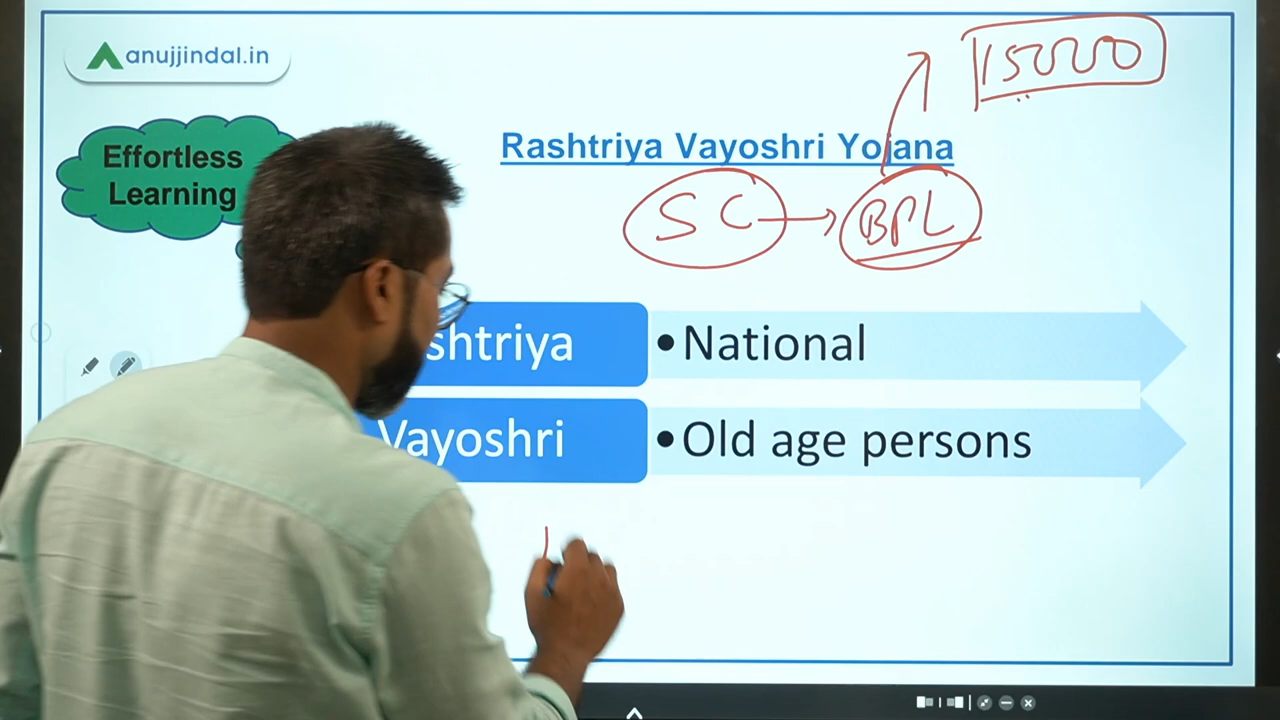 anujjindal.in
15000
Effortless
Learning
Rashtriya Vayoshri Yojana
SC → BPL
shtriya
• National
Vayoshri
• Old age persons